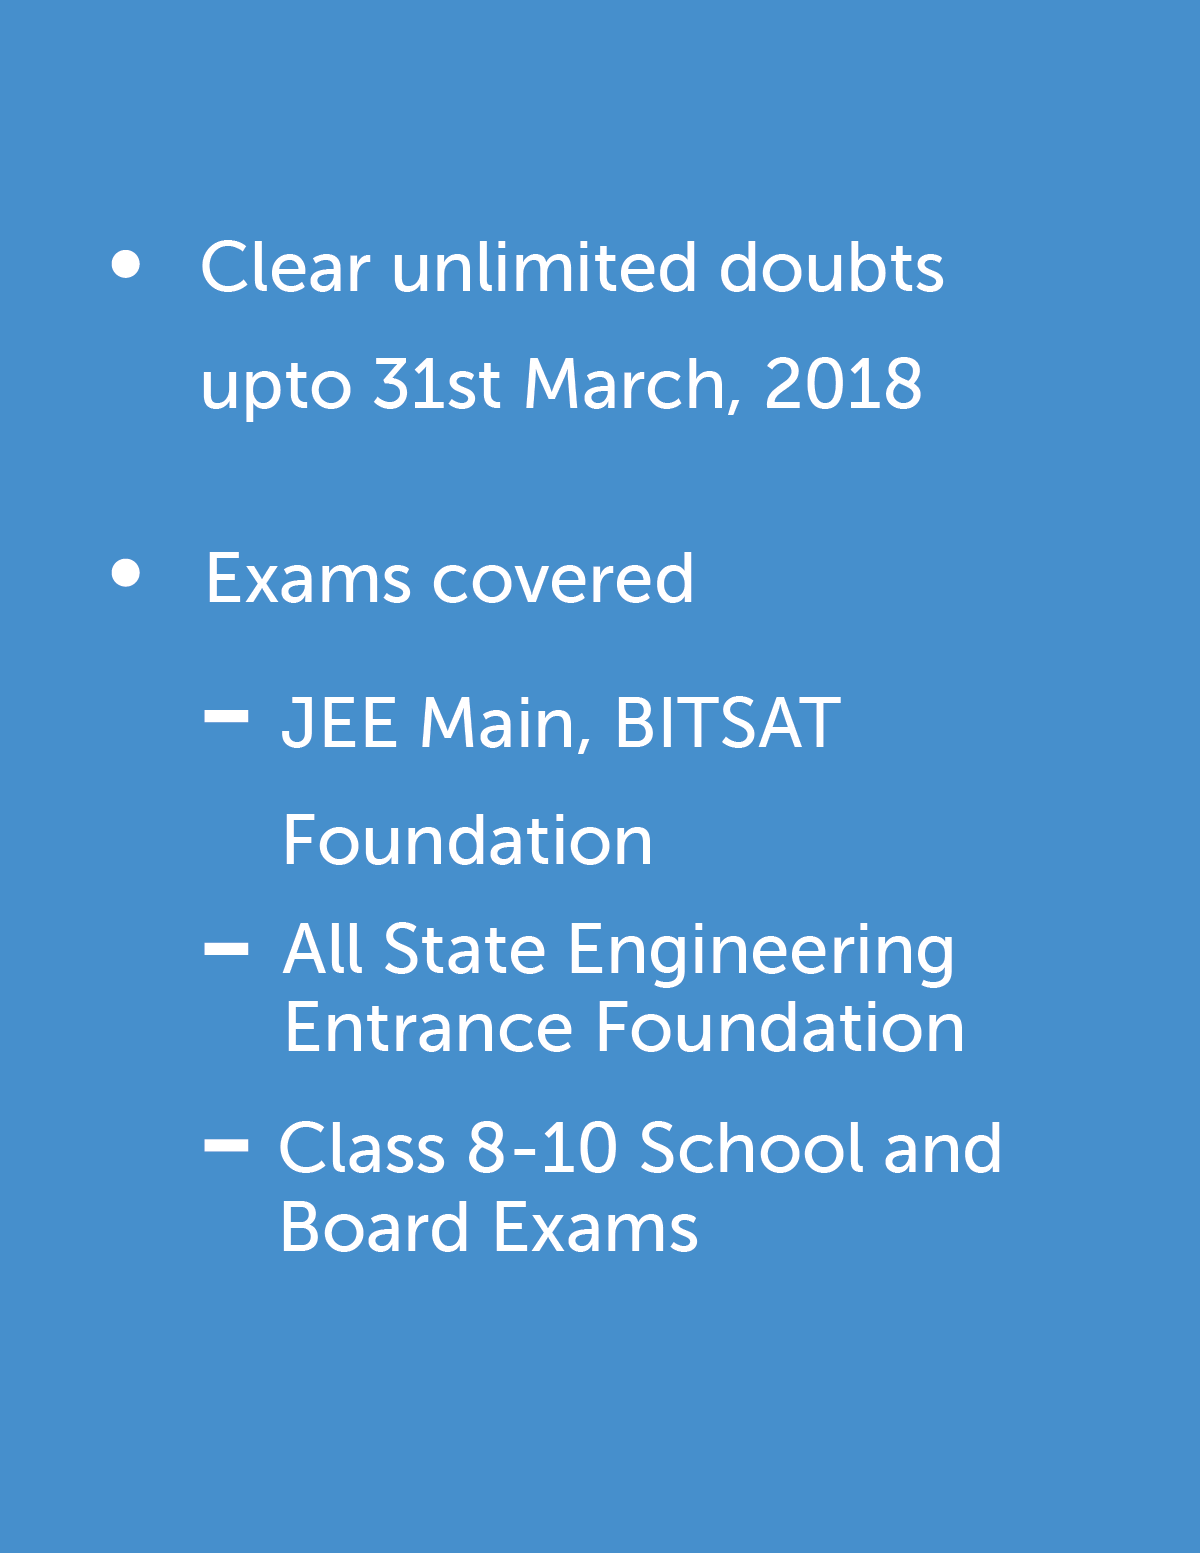 • Clear unlimited doubts
upto 31st March, 2018
• Exams covered
– JEE Main, BITSAT
Foundation
– All State Engineering
Entrance Foundation
– Class 8-10 School and
Board Exams